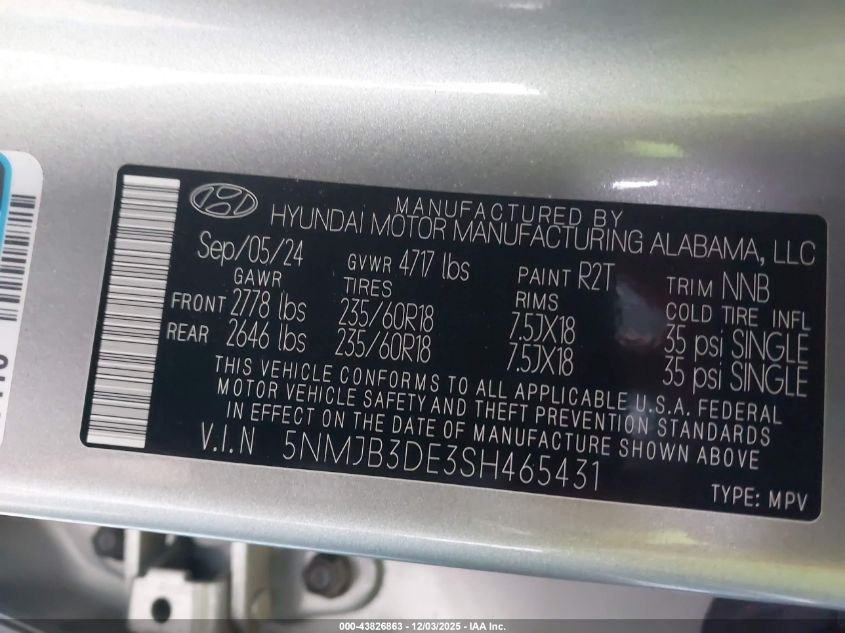 MANUFACTURED BY
HYUNDAI MOTOR MANUFACTURING ALABAMA, LLC
Sep/05/24 GVWR 4717 lbs PAINT R2T TRIM NNB
GAWR TIRES RIMS COLD TIRE INFL
FRONT 2778 lbs 235/60R18 7.5JX18 35 psi SINGLE
REAR 2646 lbs 235/60R18 7.5JX18 35 psi SINGLE
THIS VEHICLE CONFORMS TO ALL APPLICABLE U.S.A. FEDERAL
MOTOR VEHICLE SAFETY AND THEFT PREVENTION STANDARDS
IN EFFECT ON THE DATE OF MANUFACTURE SHOWN ABOVE
V.I.N 5NMJB3DE3SH465431
TYPE: MPV
000-43826863 - 12/03/2025 - IAA Inc.